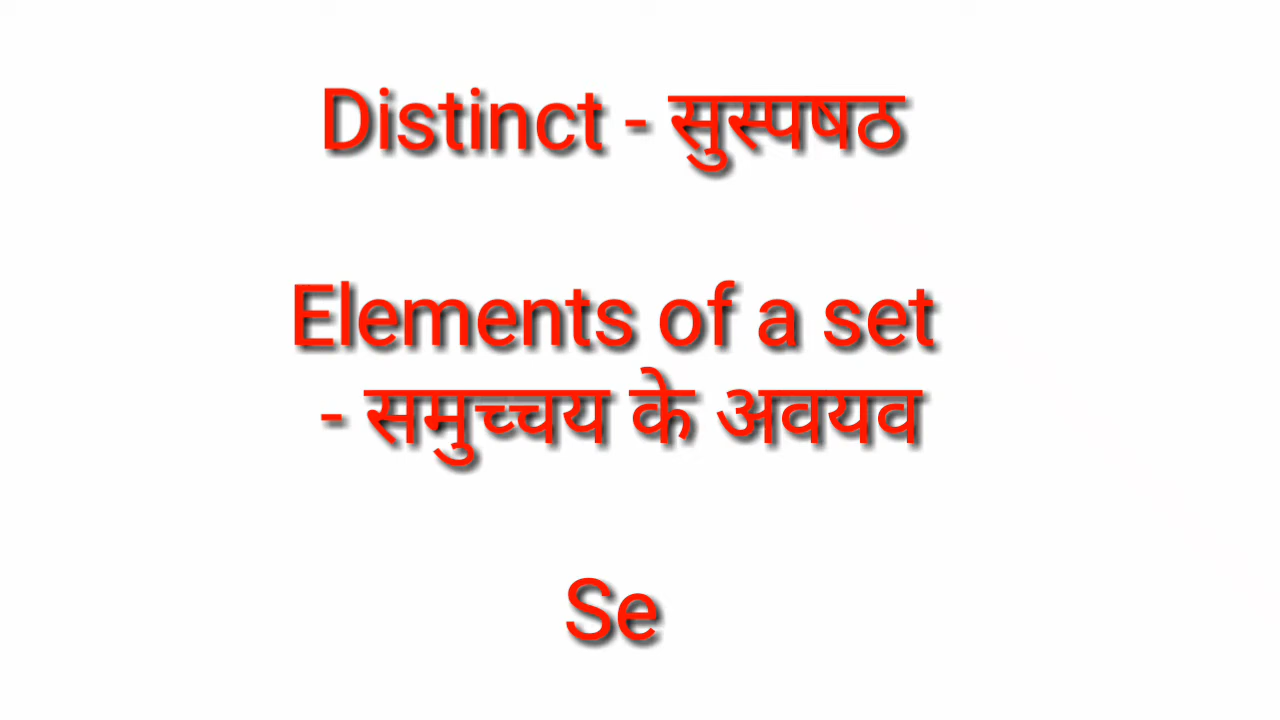 Distinct - सुस्पषठ
Elements of a set
- समुच्चय के अवयव
Se